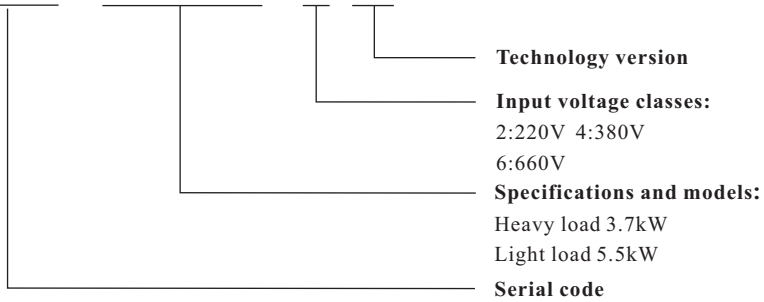 Technology version
Input voltage classes:
2:220V 4:380V
6:660V
Specifications and models:
Heavy load 3.7kW
Light load 5.5kW
Serial code